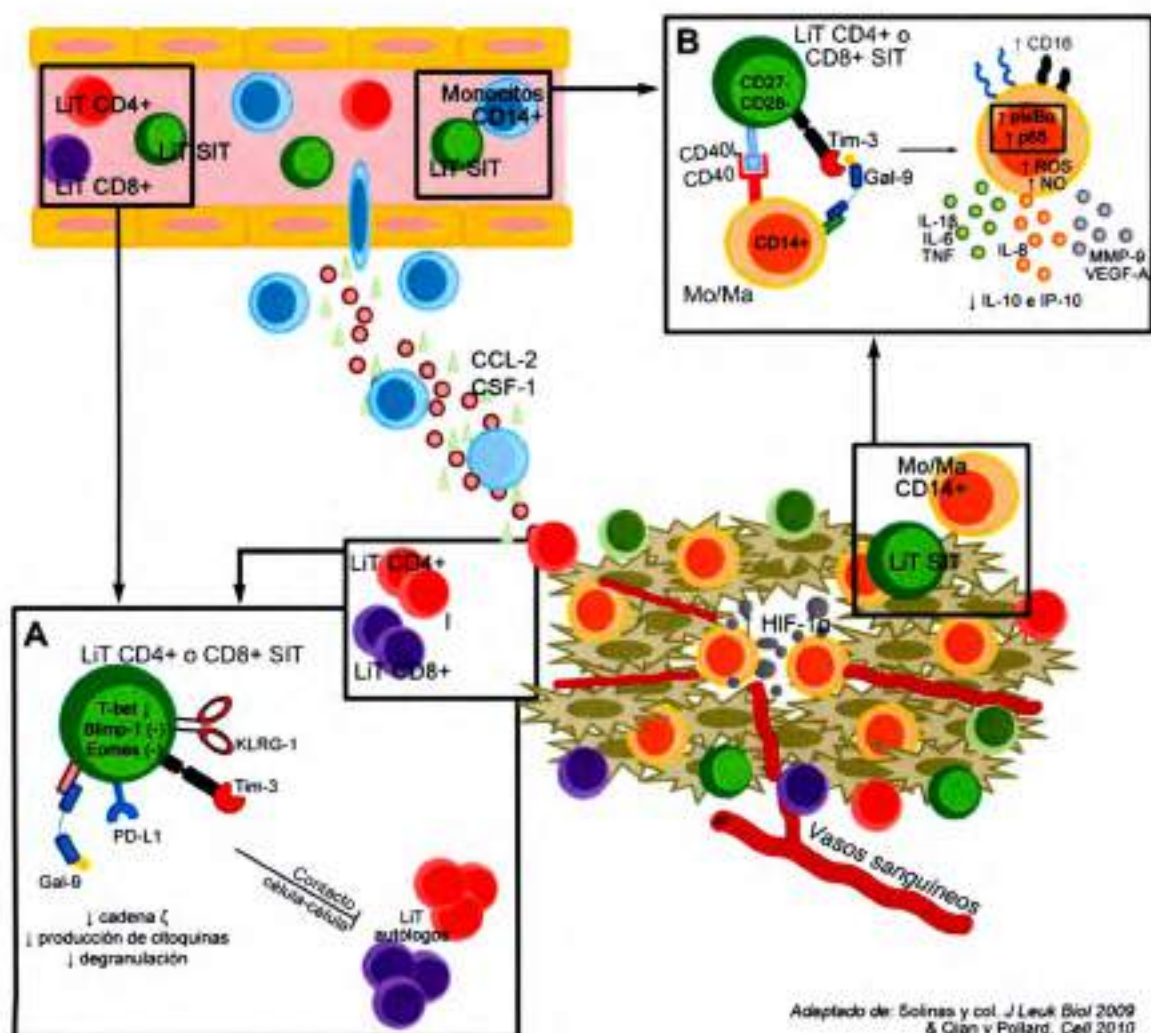 LiT CD4+
LiT SIT
LiT CD8+
Monocitos
CD14+
LiT SIT
B
LiT CD4+ o
CD8+ SIT
CD27-
CD28-
CD40L
CD40
Tim-3
Gal-9
CD14+
Mo/Ma
↑ CD16
↑ p65
↑ ROS
↑ NO
IL-1β
IL-6
TNF
IL-8
MMP-9
VEGF-A
↓ IL-10 e IP-10
CCL-2
CSF-1
Mo/Ma
CD14+
LiT SIT
HIF-1α
Vasos sanguíneos
LiT CD4+
LiT CD8+
A
LiT CD4+ o CD8+ SIT
T-bet ↓
Blimp-1 (-)
Eomes (-)
KLRG-1
Tim-3
PD-L1
Gal-9
↓ cadena ζ
↓ producción de citoquinas
↓ degranulación
Contacto
célula-célula
LiT
autólogos
Adaptado de: Solinas y col. J Leuk Biol 2009
& Qian y Pollard. Cell 2010